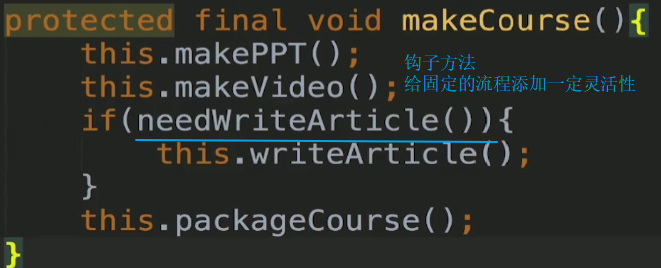 protected final void makeCourse(){
this.makePPT();
钩子方法
this.makeVideo();
给固定的流程添加一定灵活性
if(needWriteArticle()){
this.writeArticle();
}
this.packageCourse();
}